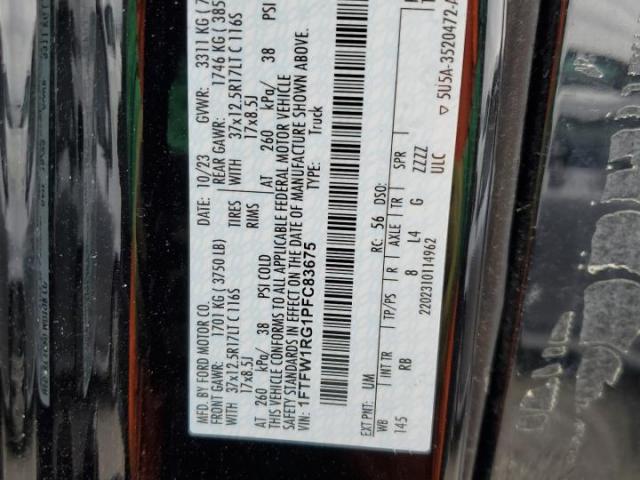 MFD. BY FORD MOTOR CO.
DATE: 10/23
GVWR: 3311 KG
FRONT GAWR: 1701 KG (3750 LB)
REAR GAWR: 1746 KG ( 385
WITH 37x12.5R17LT C 116S
TIRES
WITH 37x12.5R17LT C 116S
17x8.5J
RIMS
17x8.5J
AT 260 kPa/ 38 PSI COLD
AT 260 kPa/ 38 PSI
THIS VEHICLE CONFORMS TO ALL APPLICABLE FEDERAL MOTOR VEHICLE
SAFETY STANDARDS IN EFFECT ON THE DATE OF MANUFACTURE SHOWN ABOVE.
VIN: 1FTFW1RG1PFC83675
TYPE: Truck
EXT PNT: UM
RC: 56 DSO:
WB | INT TR | TP/PS | R | AXLE | TR | SPR
145 RB 8 L4 G ZZZZ
2202310114962 ULC
▽ 5U5A-3520472-A